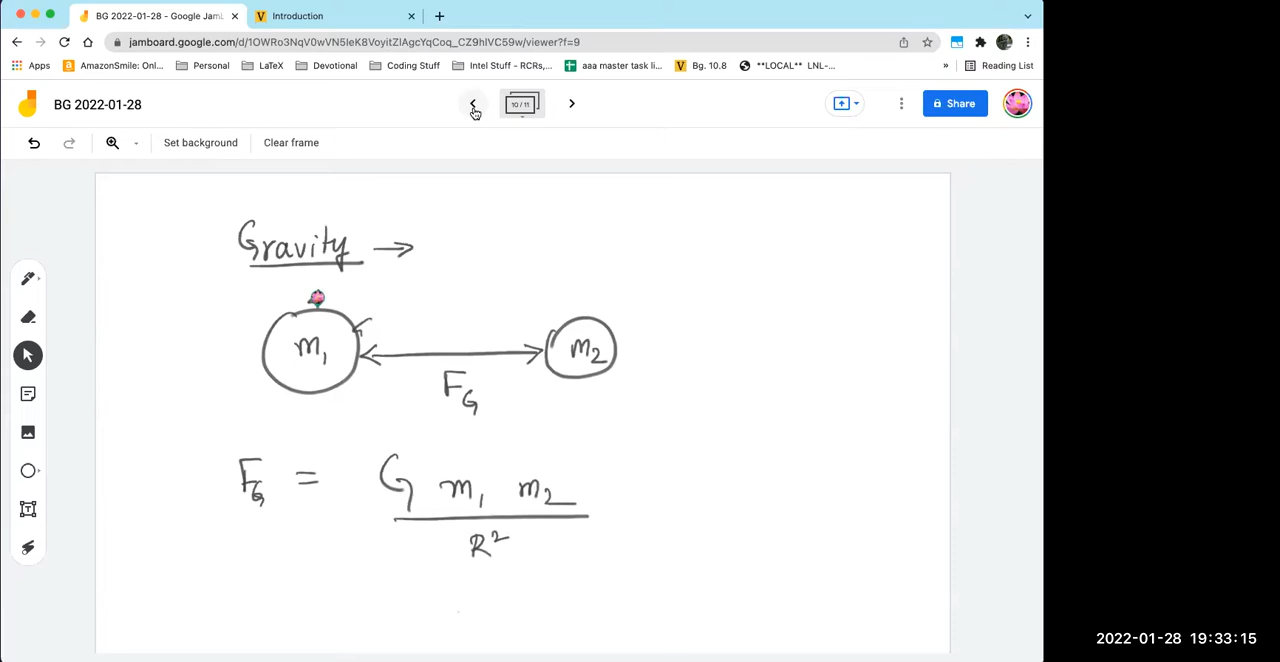 BG 2022-01-28 - Google Jam
Introduction
jamboard.google.com/d/1OWRo3NqV0wVN5IeK8VoyitZlAgcYqCoq_CZ9hlVC59w/viewer?f=9
Apps AmazonSmile: Onl... Personal LaTeX Devotional Coding Stuff Intel Stuff - RCRs,... aaa master task li... Bg. 10.8 **LOCAL** LNL-... » Reading List
BG 2022-01-28 10 / 11 Share
Set background Clear frame
Gravity →
m₁ m₂
F_G
F_G = G m₁ m₂
R²
2022-01-28 19:33:15